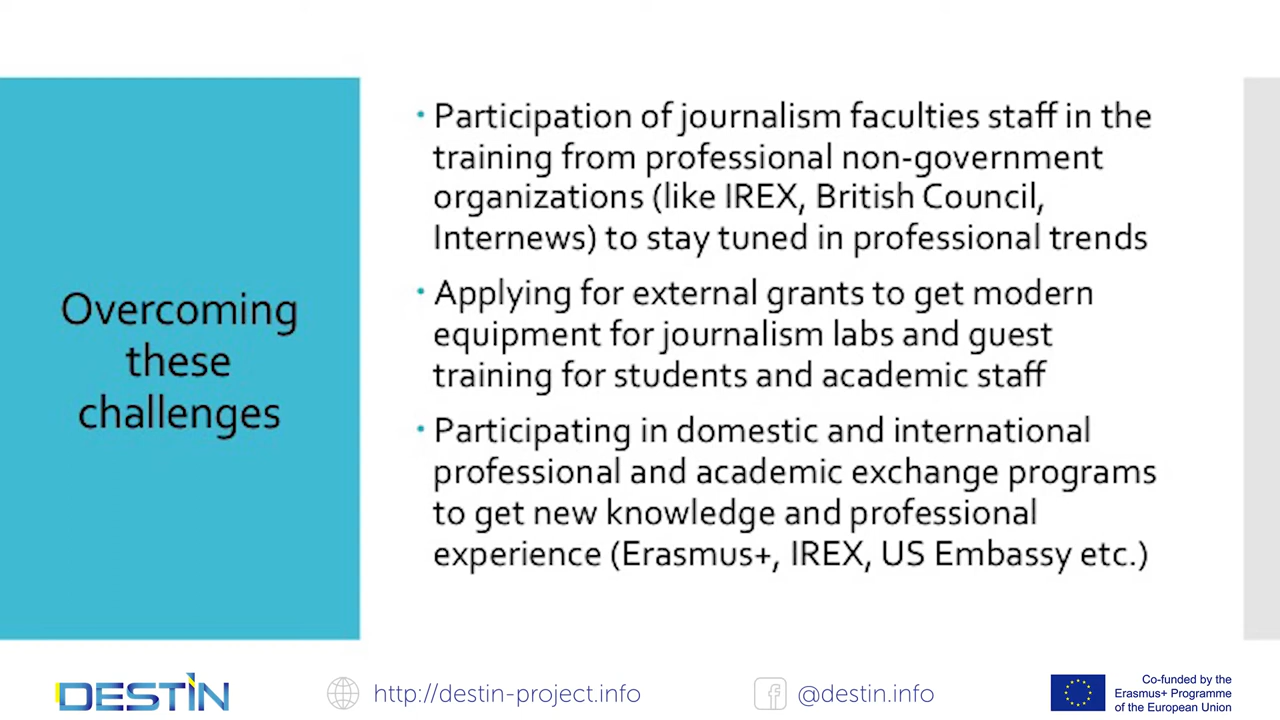 Overcoming
these
challenges
• Participation of journalism faculties staff in the
training from professional non-government
organizations (like IREX, British Council,
Internews) to stay tuned in professional trends
• Applying for external grants to get modern
equipment for journalism labs and guest
training for students and academic staff
• Participating in domestic and international
professional and academic exchange programs
to get new knowledge and professional
experience (Erasmus+, IREX, US Embassy etc.)
DESTIN
http://destin-project.info
@destin.info
Co-funded by the
Erasmus+ Programme
of the European Union